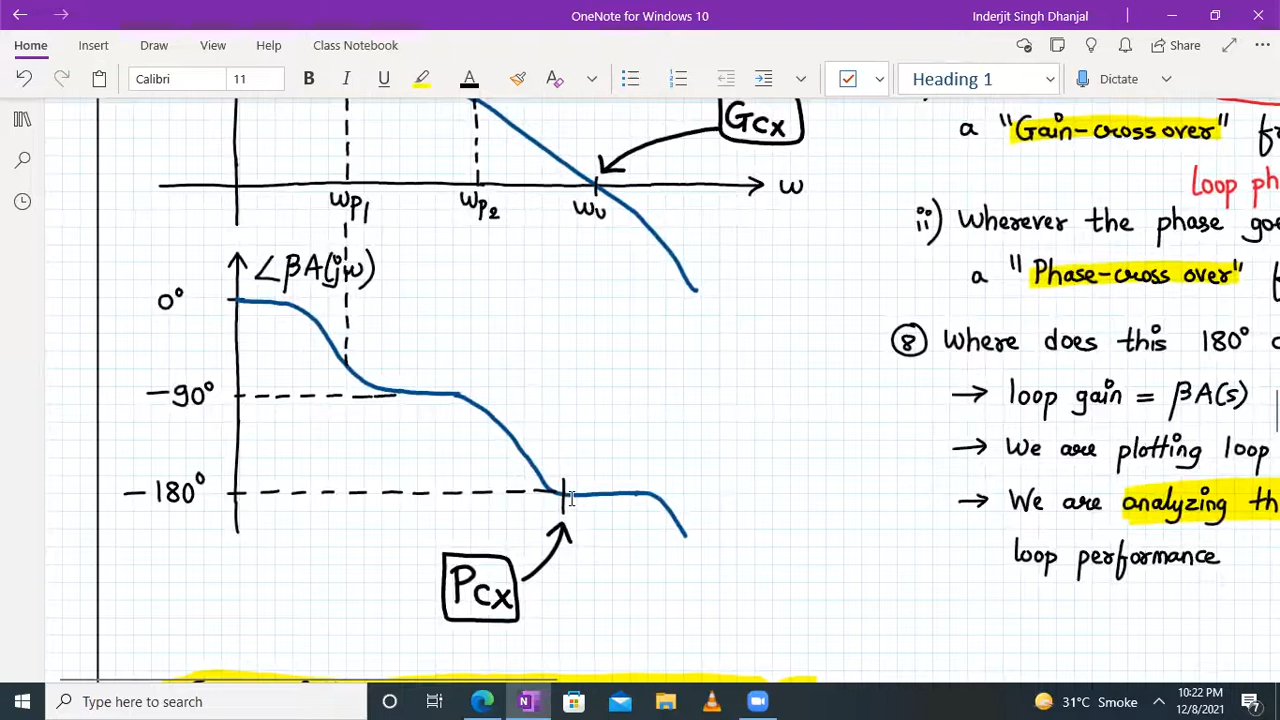 OneNote for Windows 10
Inderjit Singh Dhanjal
Home
Insert
Draw
View
Help
Class Notebook
Share
Calibri
11
B
I
U
A
Heading 1
Dictate
Gcx
ω
ωp1
ωp2
ωu
∠βA(jω)
0°
-90°
-180°
Pcx
a "Gain-cross over"
Loop
ii) Wherever the phase
a "Phase-cross over"
⑧ Where does this 180°
→ loop gain = βA(s)
→ We are plotting loop
→ We are analyzing
loop performance
Type here to search
31°C Smoke
10:22 PM
12/8/2021
7